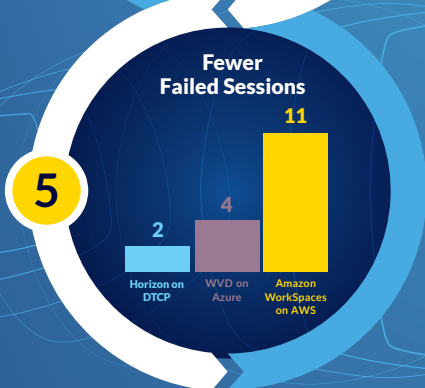 Fewer
Failed Sessions
11
5
4
2
Horizon on
DTCP
WVD on
Azure
Amazon
WorkSpaces
on AWS